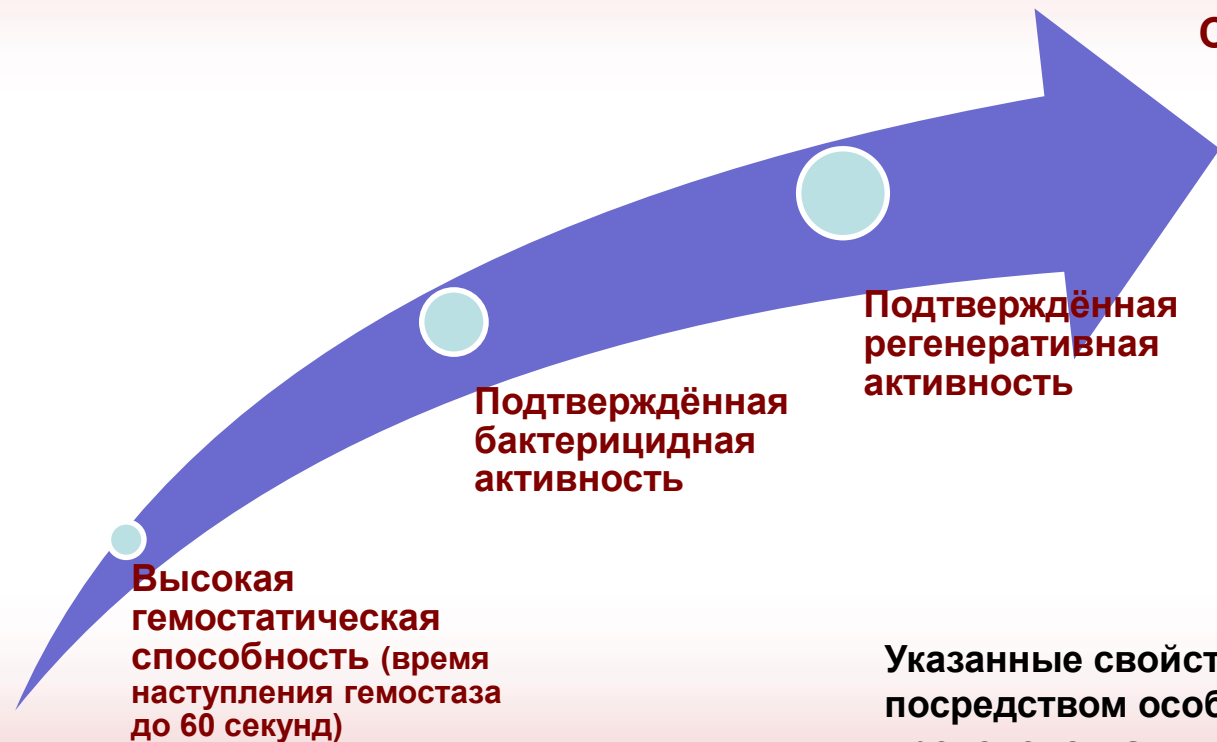 С
Подтверждённая
регенеративная
активность
Подтверждённая
бактерицидная
активность
Высокая
гемостатическая
способность (время
наступления гемостаза
до 60 секунд)
Указанные свойст
посредством особ